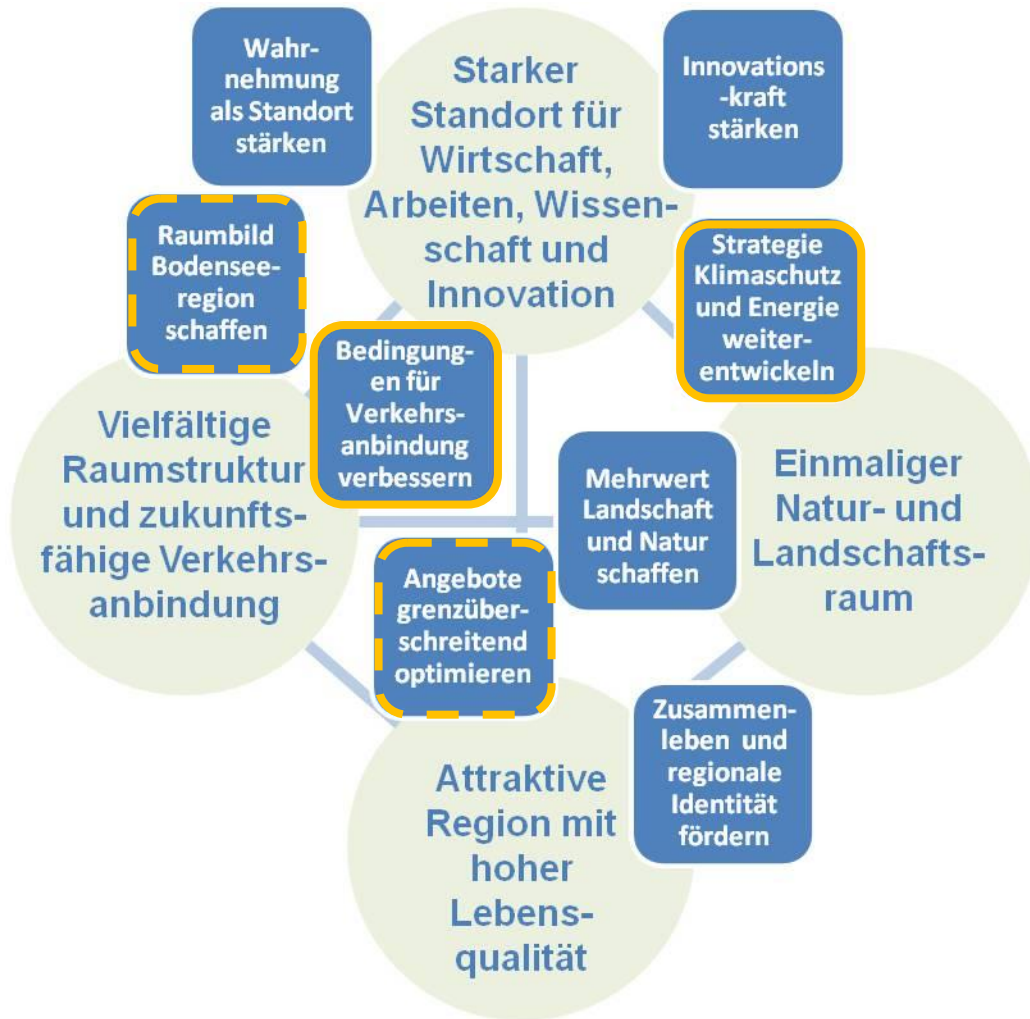 Wahr-
nehmung
als Standort
stärken
Starker
Standort für
Wirtschaft,
Arbeiten, Wissen-
schaft und
Innovation
Innovations
-kraft
stärken
Raumbild
Bodensee-
region
schaffen
Strategie
Klimaschutz
und Energie
weiter-
entwickeln
Bedingung-
en für
Verkehrs-
anbindung
verbessern
Vielfältige
Raumstruktur
und zukunfts-
fähige Verkehrs-
anbindung
Mehrwert
Landschaft
und Natur
schaffen
Einmaliger
Natur- und
Landschafts-
raum
Angebote
grenzüber-
schreitend
optimieren
Zusammen-
leben und
regionale
Identität
fördern
Attraktive
Region mit
hoher
Lebens-
qualität